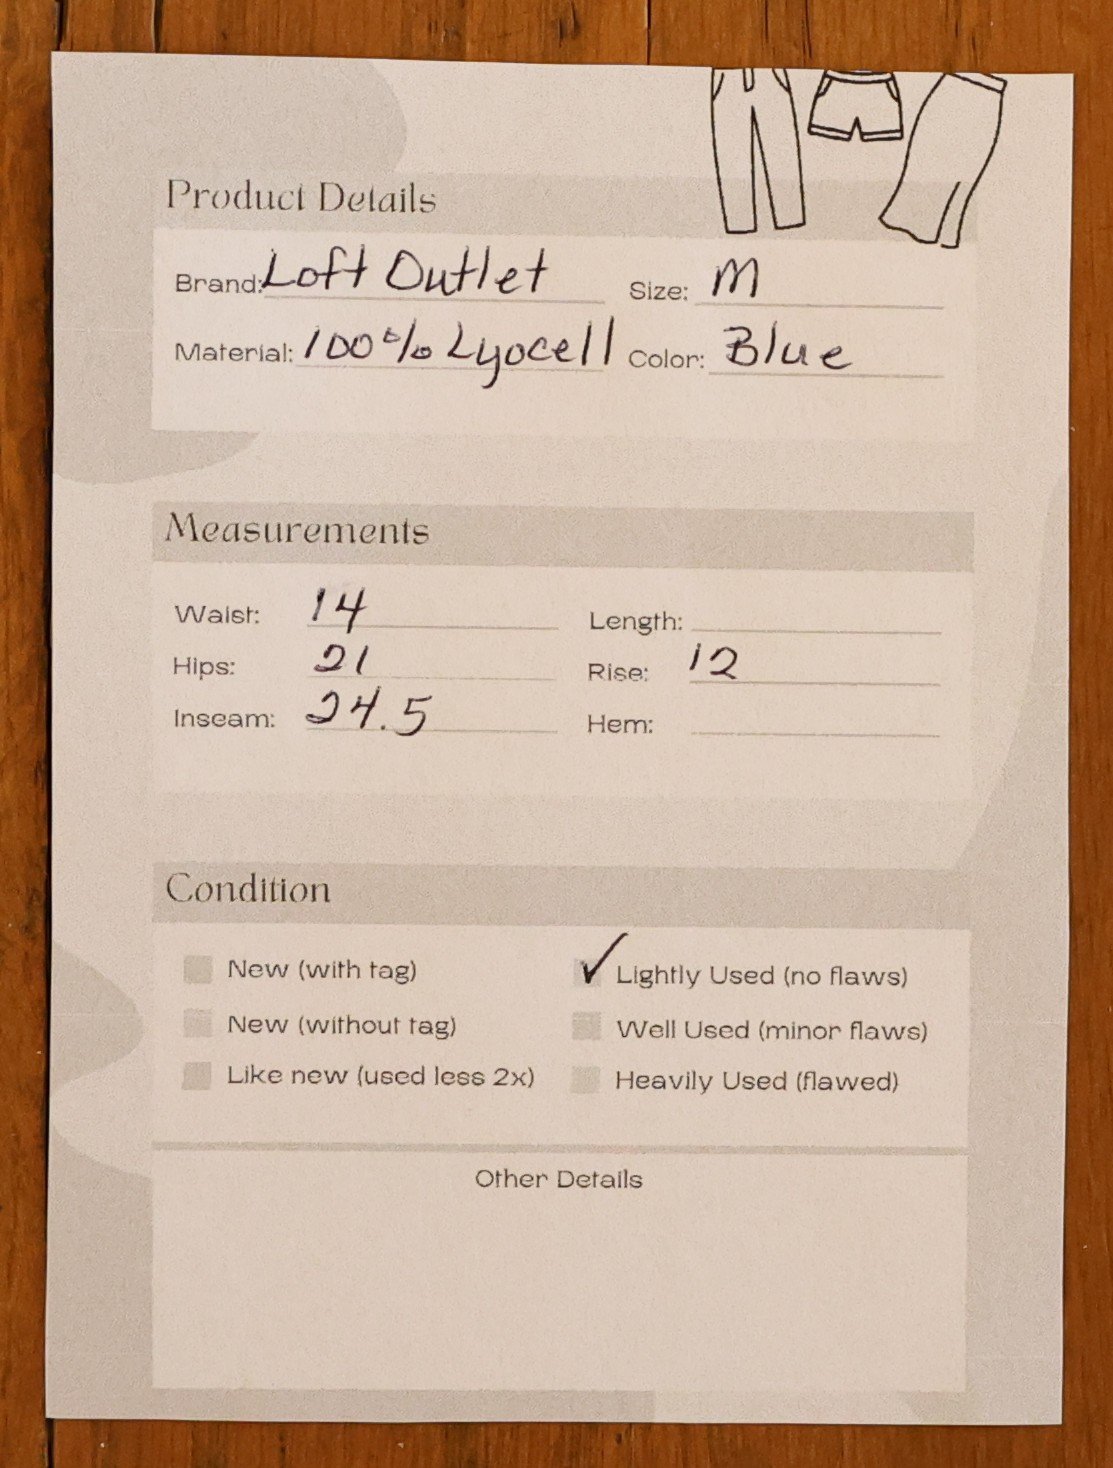 Product Details
Brand: Loft Outlet Size: M
Material: 100% Lyocell Color: Blue
Measurements
Waist: 14 Length:
Hips: 21 Rise: 12
Inseam: 24.5 Hem:
Condition
New (with tag) ✓ Lightly Used (no flaws)
New (without tag) Well Used (minor flaws)
Like new (used less 2x) Heavily Used (flawed)
Other Details